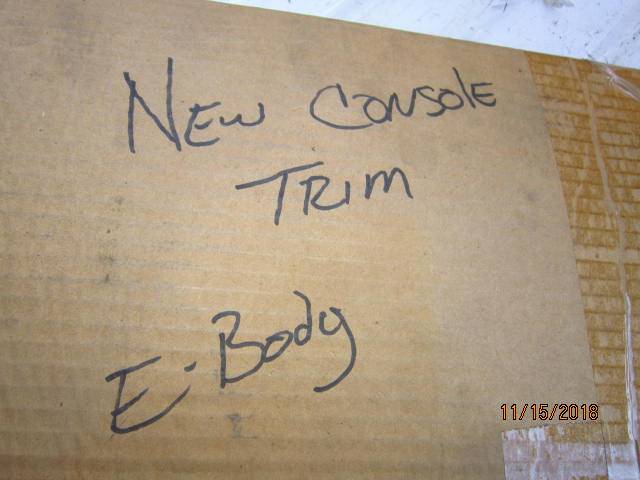 New Console
Trim
E-Body
11/15/2018